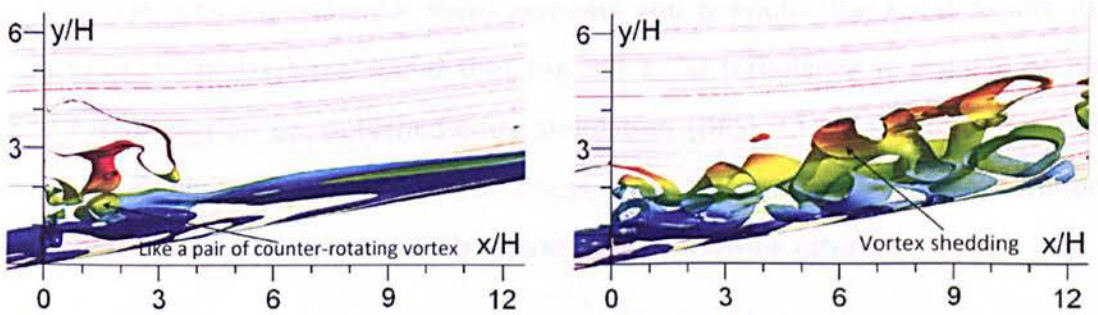 6 y/H
3
Like a pair of counter-rotating vortex x/H
0 3 6 9 12
6 y/H
3
Vortex shedding x/H
0 3 6 9 12